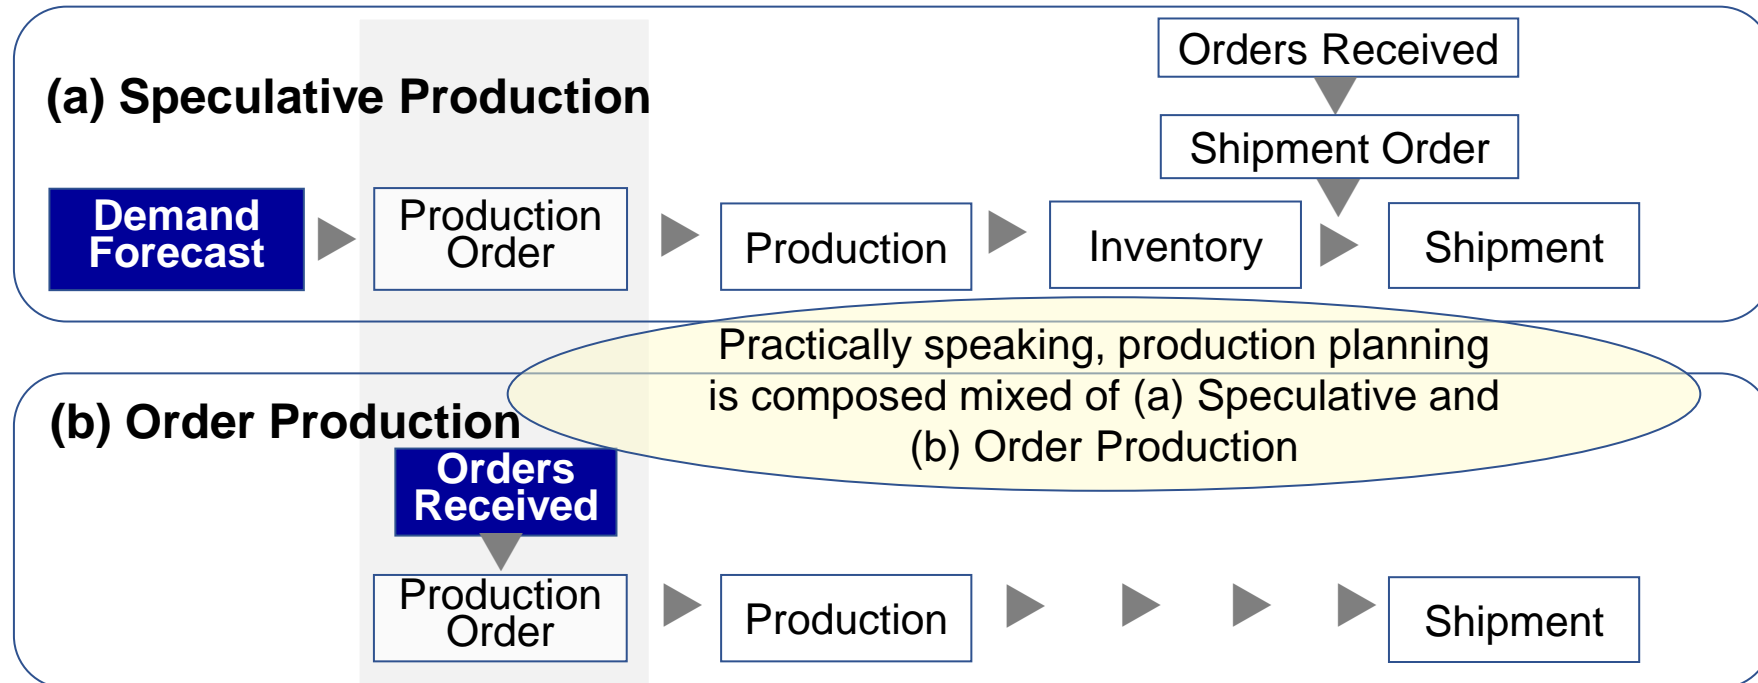 (a) Speculative Production
Orders Received
Shipment Order
Demand
Forecast
Production
Order
Production
Inventory
Shipment
Practically speaking, production planning
is composed mixed of (a) Speculative and
(b) Order Production
(b) Order Production
Orders
Received
Production
Order
Production
Shipment